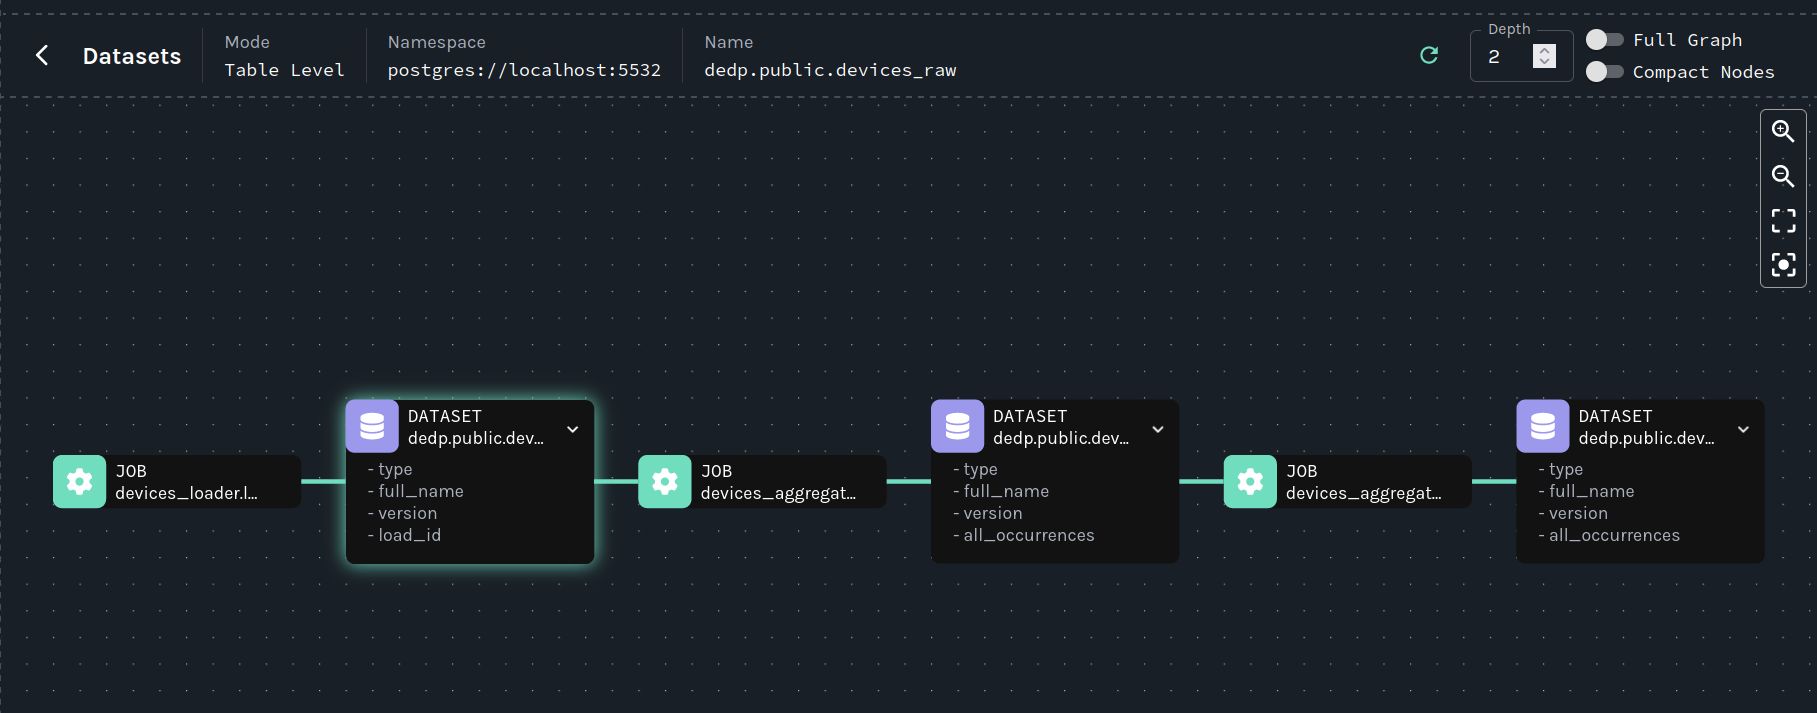 Datasets
Mode
Table Level
Namespace
postgres://localhost:5532
Name
dedp.public.devices_raw
Depth
2
Full Graph
Compact Nodes
JOB
devices_loader.l...
DATASET
dedp.public.dev...
- type
- full_name
- version
- load_id
JOB
devices_aggregat...
DATASET
dedp.public.dev...
- type
- full_name
- version
- all_occurrences
JOB
devices_aggregat...
DATASET
dedp.public.dev...
- type
- full_name
- version
- all_occurrences